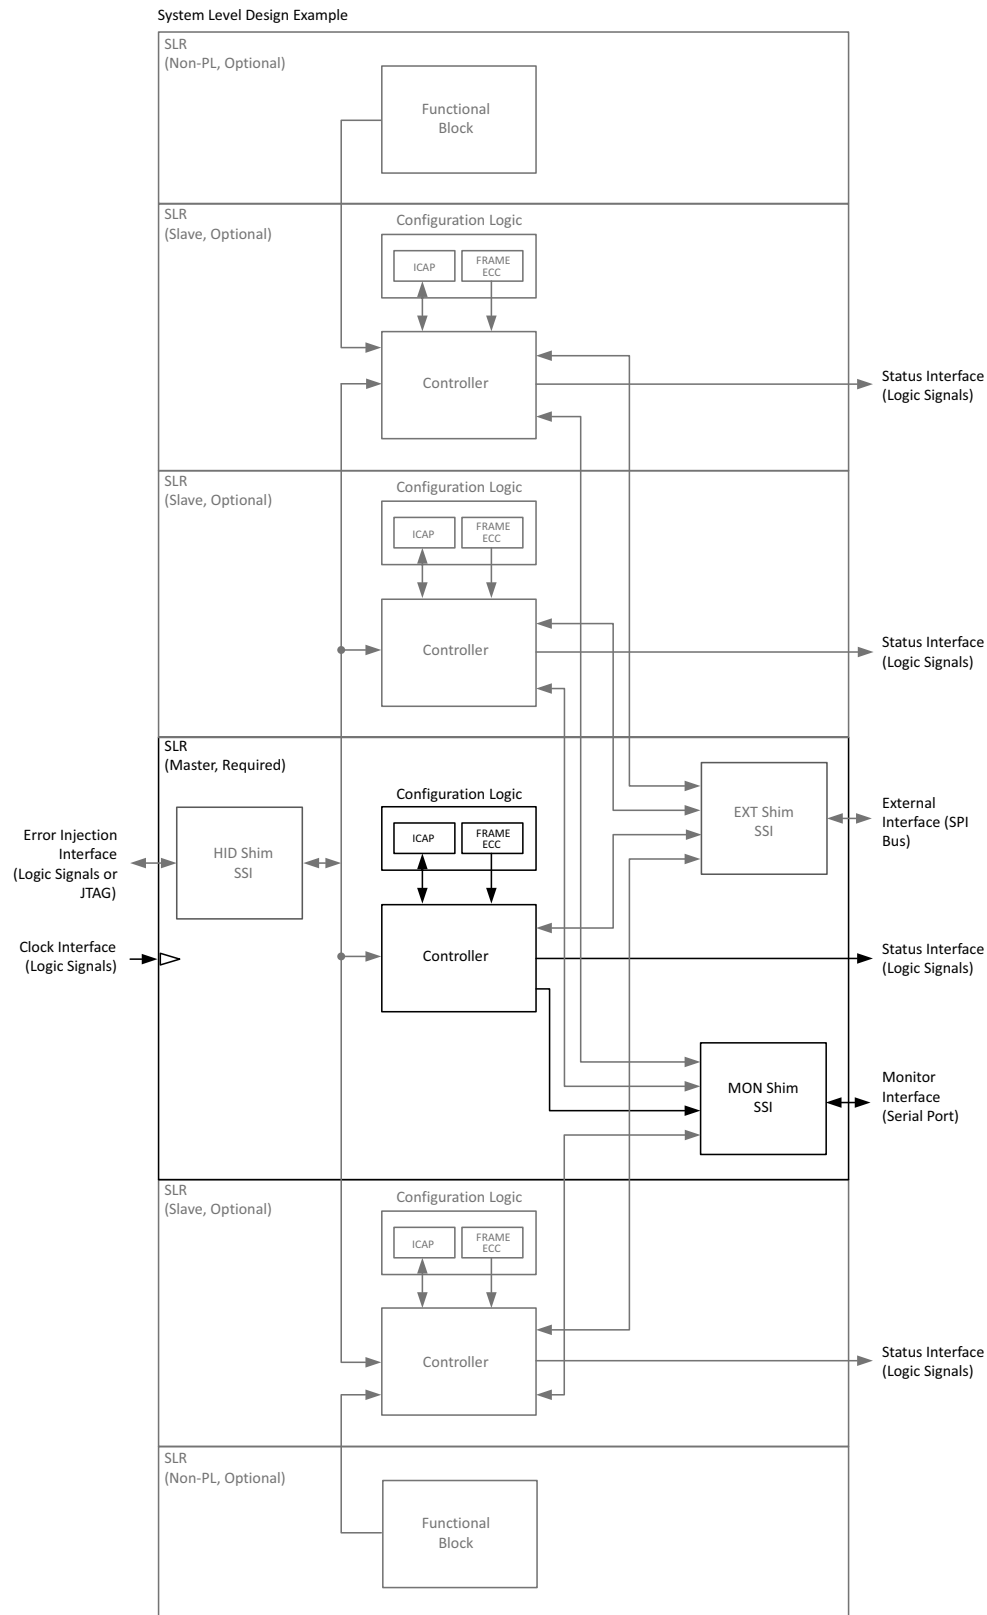 System Level Design Example
SLR
(Non-PL, Optional)
Functional
Block
SLR
(Slave, Optional)
Configuration Logic
ICAP
FRAME
ECC
Controller
Status Interface
(Logic Signals)
SLR
(Slave, Optional)
Configuration Logic
ICAP
FRAME
ECC
Controller
Status Interface
(Logic Signals)
SLR
(Master, Required)
Error Injection
Interface
(Logic Signals or
JTAG)
HID Shim
SSI
Configuration Logic
ICAP
FRAME
ECC
EXT Shim
SSI
External
Interface (SPI
Bus)
Clock Interface
(Logic Signals)
Controller
Status Interface
(Logic Signals)
MON Shim
SSI
Monitor
Interface
(Serial Port)
SLR
(Slave, Optional)
Configuration Logic
ICAP
FRAME
ECC
Controller
Status Interface
(Logic Signals)
SLR
(Non-PL, Optional)
Functional
Block